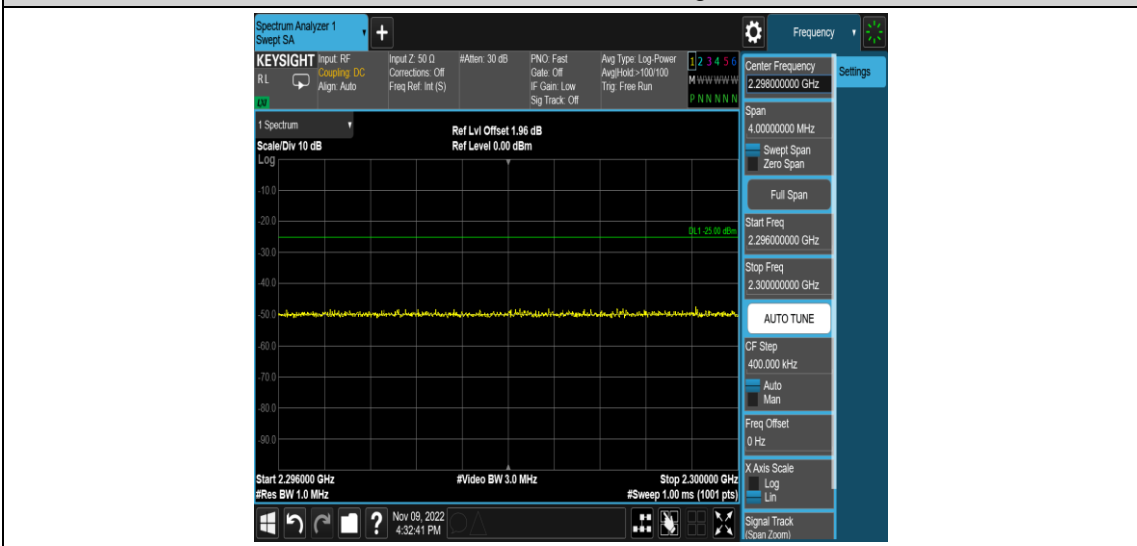 Spectrum Analyzer 1
Swept SA
+
Frequency
KEYSIGHT
RL
LXI
Input: RF
Coupling: DC
Align: Auto
Input Z: 50 Ω
Corrections: Off
Freq Ref: Int (S)
#Atten: 30 dB
PNO: Fast
Gate: Off
IF Gain: Low
Sig Track: Off
Avg Type: Log-Power
Avg|Hold:>100/100
Trig: Free Run
1 2 3 4 5 6
M W W W W W
P N N N N N
1 Spectrum
Scale/Div 10 dB
Ref Lvl Offset 1.96 dB
Ref Level 0.00 dBm
Log
-10.0
-20.0
DL1 -25.00 dBm
-30.0
-40.0
-50.0
-60.0
-70.0
-80.0
-90.0
Start 2.296000 GHz
#Video BW 3.0 MHz
Stop 2.300000 GHz
#Res BW 1.0 MHz
#Sweep 1.00 ms (1001 pts)
?
Nov 09, 2022
4:32:41 PM
Center Frequency
2.298000000 GHz
Settings
Span
4.00000000 MHz
Swept Span
Zero Span
Full Span
Start Freq
2.296000000 GHz
Stop Freq
2.300000000 GHz
AUTO TUNE
CF Step
400.000 kHz
Auto
Man
Freq Offset
0 Hz
X Axis Scale
Log
Lin
Signal Track
(Span Zoom)